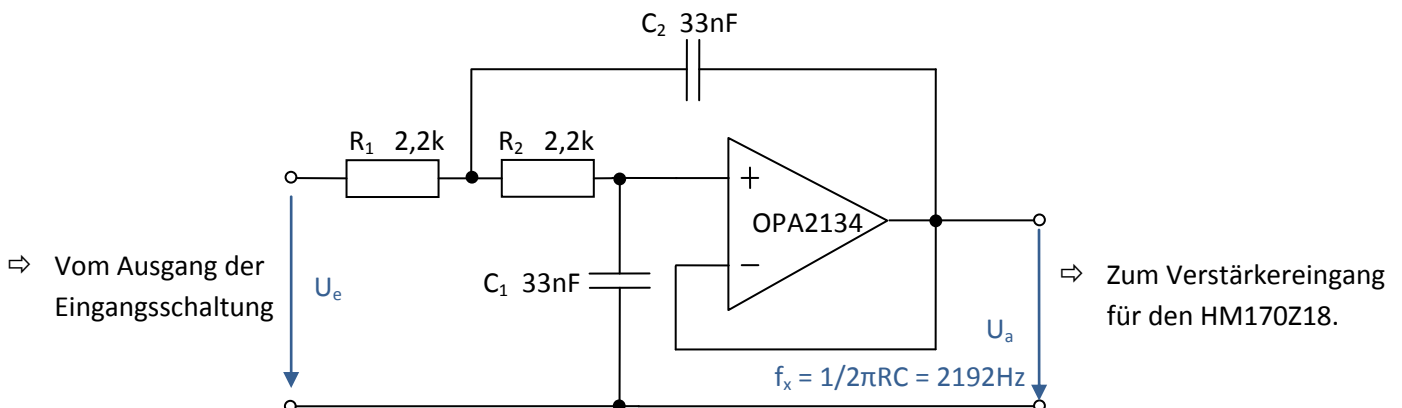 C₂ 33nF
R₁ 2,2k
R₂ 2,2k
+
OPA2134
−
⇨ Vom Ausgang der
Eingangsschaltung
Uₑ
C₁ 33nF
⇨ Zum Verstärkereingang
für den HM170Z18.
Uₐ
fₓ = 1/2πRC = 2192Hz